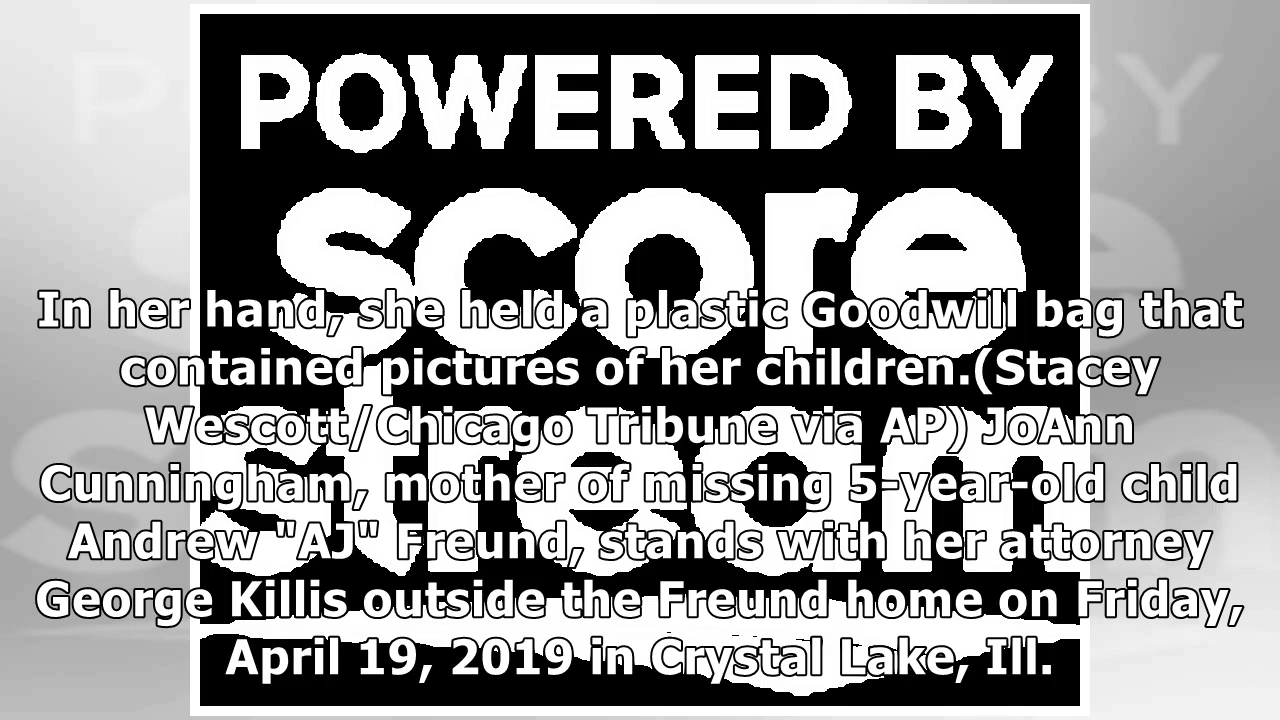 POWERED BY
score
stream
In her hand, she held a plastic Goodwill bag that
contained pictures of her children.(Stacey
Wescott/Chicago Tribune via AP) JoAnn
Cunningham, mother of missing 5-year-old child
Andrew "AJ" Freund, stands with her attorney
George Killis outside the Freund home on Friday,
April 19, 2019 in Crystal Lake, Ill.